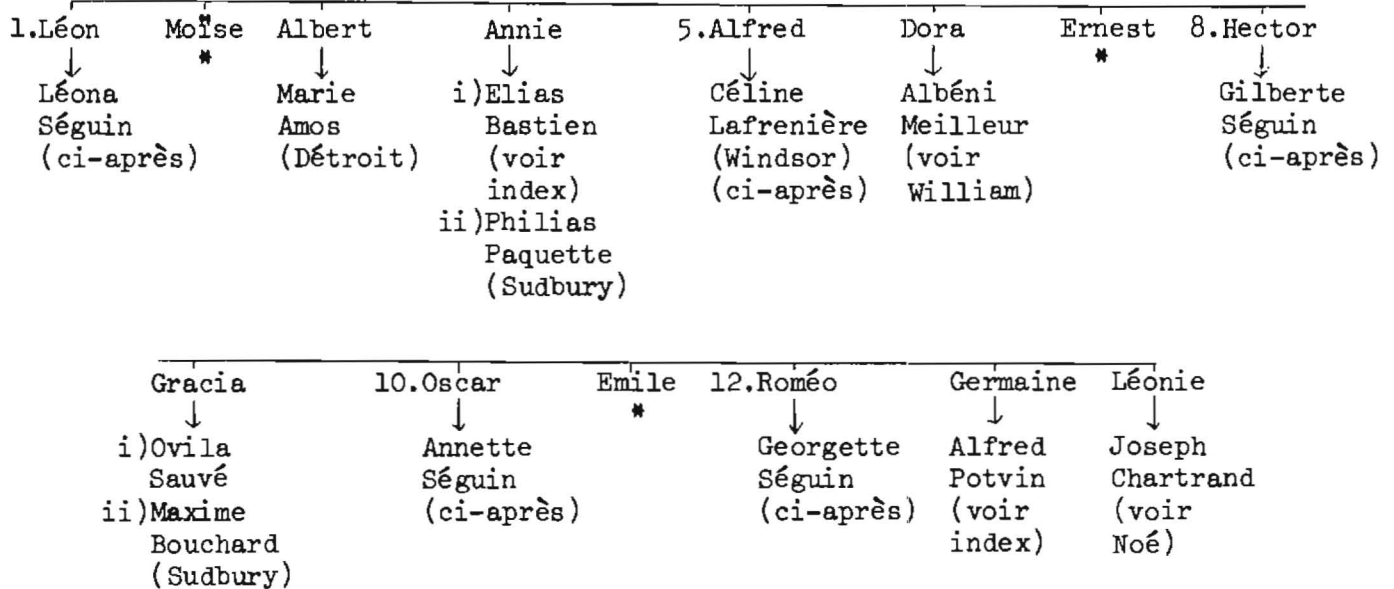 1.Léon Moïse Albert Annie 5.Alfred Dora Ernest 8.Hector
* *
Léona Marie i)Elias Céline Albéni Gilberte
Séguin Amos Bastien Lafrenière Meilleur Séguin
(ci-après) (Détroit) (voir (Windsor) (voir (ci-après)
index) (ci-après) William)
ii)Philias
Paquette
(Sudbury)
Gracia 10.Oscar Emile 12.Roméo Germaine Léonie
*
i)Ovila Annette Georgette Alfred Joseph
Sauvé Séguin Séguin Potvin Chartrand
ii)Maxime (ci-après) (ci-après) (voir (voir
Bouchard index) Noé)
(Sudbury)